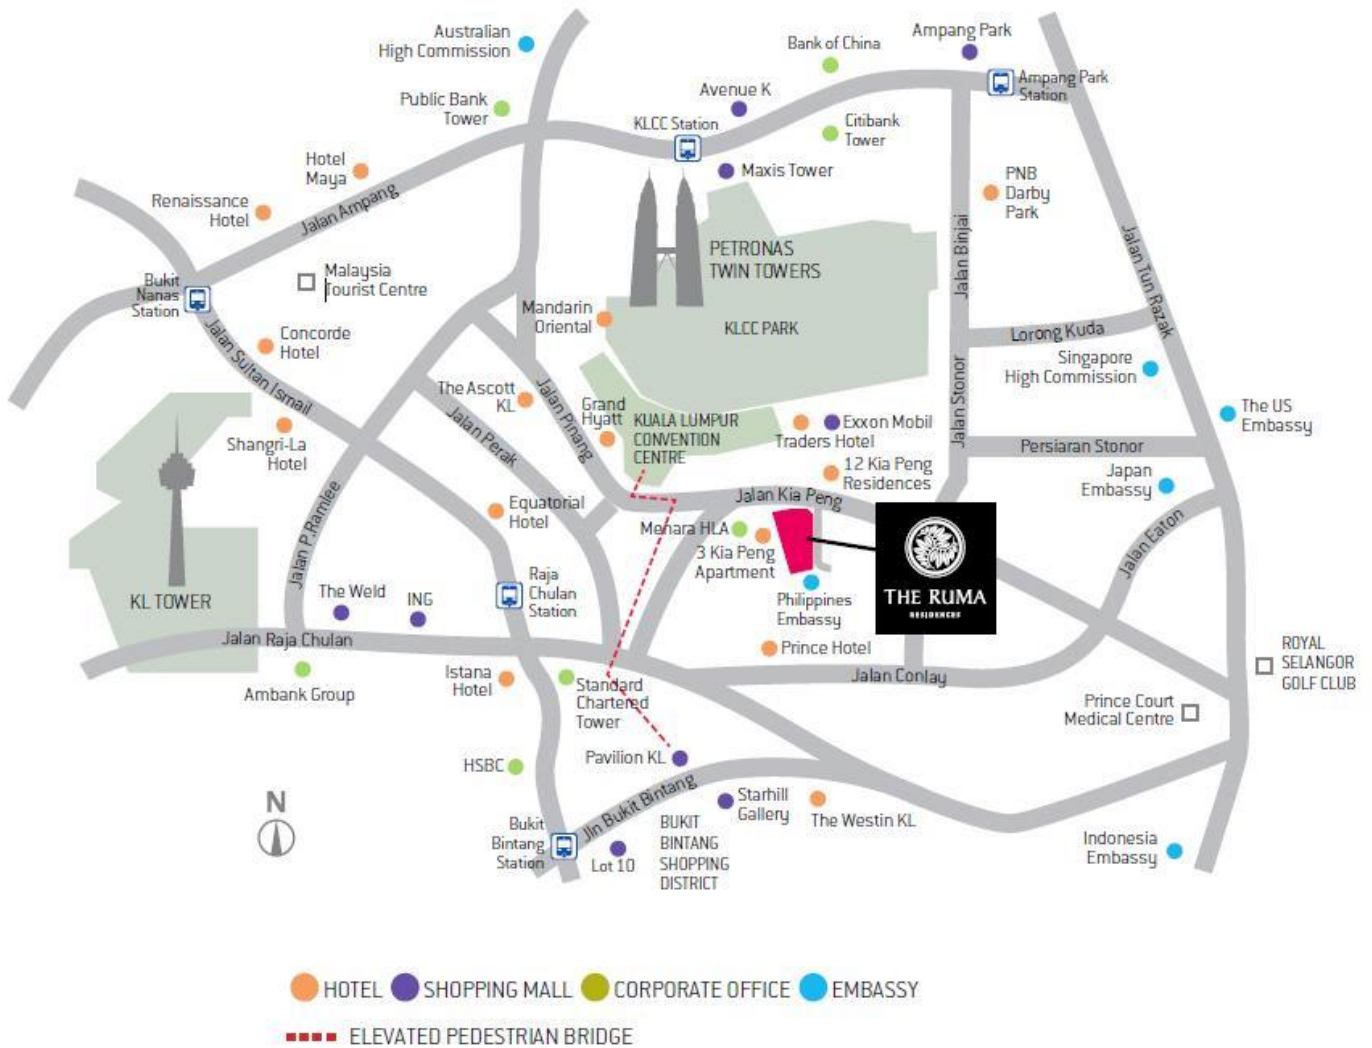 Australian
High Commission
Bank of China
Ampang Park
Public Bank
Tower
Avenue K
Ampang Park
Station
KLCC Station
Citibank
Tower
Hotel
Maya
Maxis Tower
PNB
Darby
Park
Renaissance
Hotel
Jalan Ampang
Jalan Binjai
Jalan Tun Razak
PETRONAS
TWIN TOWERS
Bukit
Nanas
Station
Malaysia
Tourist Centre
Mandarin
Oriental
KLCC PARK
Lorong Kuda
Concorde
Hotel
Jalan Sultan Ismail
Singapore
High Commission
The Ascott
KL
Jalan Pinang
Grand
Hyatt
Jalan Stonor
The US
Embassy
Jalan Perak
KUALA LUMPUR
CONVENTION
CENTRE
Exxon Mobil
Traders Hotel
Shangri-La
Hotel
Persiaran Stonor
12 Kia Peng
Residences
Japan
Embassy
Jalan P.Ramlee
Equatorial
Hotel
Jalan Kia Peng
Menara HLA
3 Kia Peng
Apartment
Jalan Eaton
Raja
Chulan
Station
THE RUMA
RESIDENCES
KL TOWER
The Weld
ING
Philippines
Embassy
Jalan Raja Chulan
Prince Hotel
ROYAL
SELANGOR
GOLF CLUB
Ambank Group
Istana
Hotel
Standard
Chartered
Tower
Jalan Conlay
Prince Court
Medical Centre
HSBC
Pavilion KL
Jln Bukit Bintang
Starhill
Gallery
The Westin KL
N
Bukit
Bintang
Station
Lot 10
BUKIT
BINTANG
SHOPPING
DISTRICT
Indonesia
Embassy
HOTEL
SHOPPING MALL
CORPORATE OFFICE
EMBASSY
ELEVATED PEDESTRIAN BRIDGE